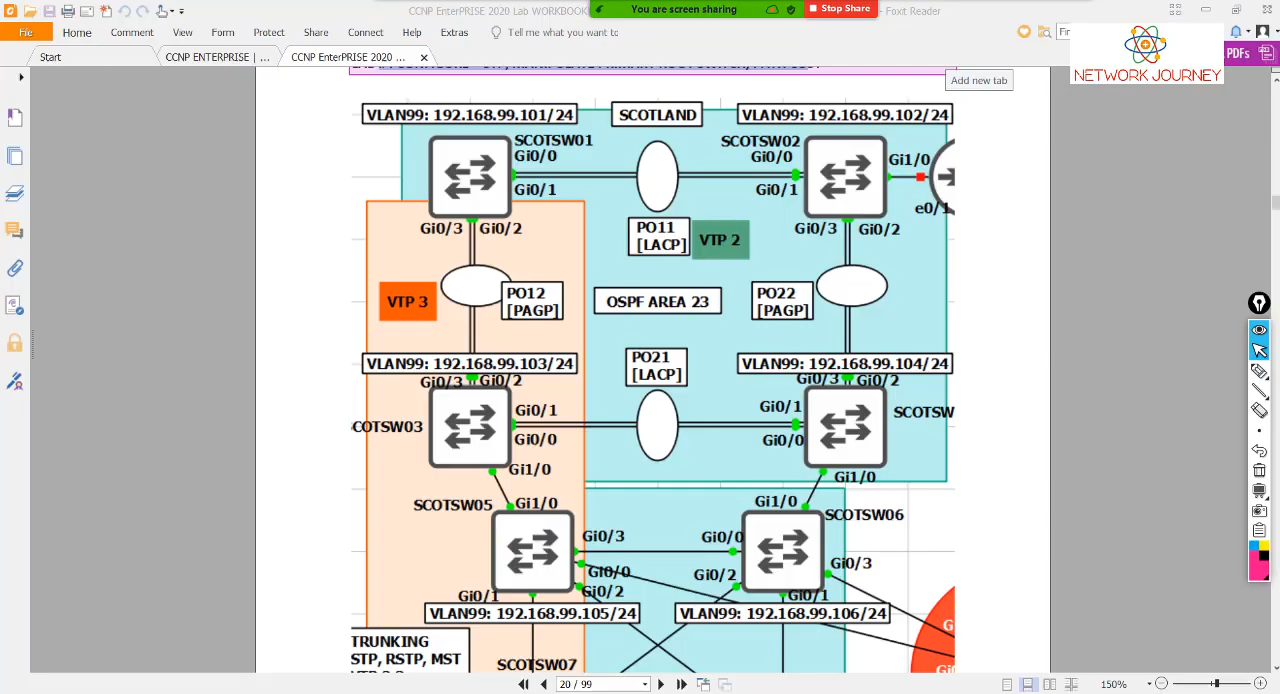 CCNP EnterPRISE 2020 Lab WORKBOOK
You are screen sharing
Stop Share
Foxit Reader
File
Home
Comment
View
Form
Protect
Share
Connect
Help
Extras
Tell me what you want to
Fin
NETWORK JOURNEY
PDFs
Start
CCNP ENTERPRISE | ...
CCNP EnterPRISE 2020 ...
Add new tab
VLAN99: 192.168.99.101/24
SCOTLAND
VLAN99: 192.168.99.102/24
SCOTSW01
SCOTSW02
Gi0/0
Gi0/0
Gi1/0
Gi0/1
Gi0/1
e0/1
Gi0/3
Gi0/2
PO11
[LACP]
VTP 2
Gi0/3
Gi0/2
VTP 3
PO12
[PAGP]
OSPF AREA 23
PO22
[PAGP]
VLAN99: 192.168.99.103/24
PO21
[LACP]
VLAN99: 192.168.99.104/24
Gi0/3
Gi0/2
Gi0/3
Gi0/2
Gi0/1
Gi0/1
COTSW03
SCOTSW
Gi0/0
Gi0/0
Gi1/0
Gi1/0
SCOTSW05
Gi1/0
Gi1/0
SCOTSW06
Gi0/3
Gi0/0
Gi0/0
Gi0/2
Gi0/3
Gi0/1
Gi0/2
Gi0/1
VLAN99: 192.168.99.105/24
VLAN99: 192.168.99.106/24
G
Gi
TRUNKING
STP, RSTP, MST
SCOTSW07
20 / 99
150%